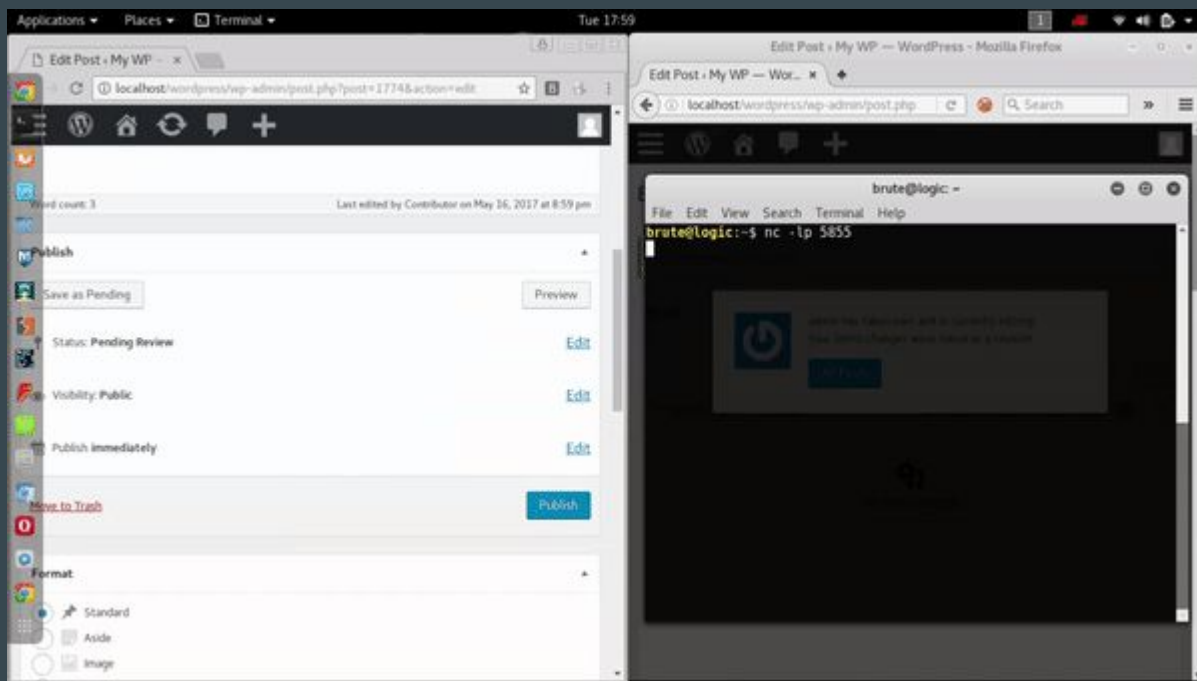 Applications Places Terminal Tue 17:59 1
Edit Post ‹ My WP —
localhost/wordpress/wp-admin/post.php?post=1774&action=edit
Word count: 3 Last edited by Contributor on May 16, 2017 at 8:59 pm
Publish
Save as Pending Preview
Status: Pending Review Edit
Visibility: Public Edit
Publish immediately Edit
Move to Trash Publish
Format
Standard
Aside
Image
Edit Post ‹ My WP — WordPress - Mozilla Firefox
Edit Post ‹ My WP — Wor...
localhost/wordpress/wp-admin/post.php Search
brute@logic: ~
File Edit View Search Terminal Help
brute@logic:~$ nc -lp 5855